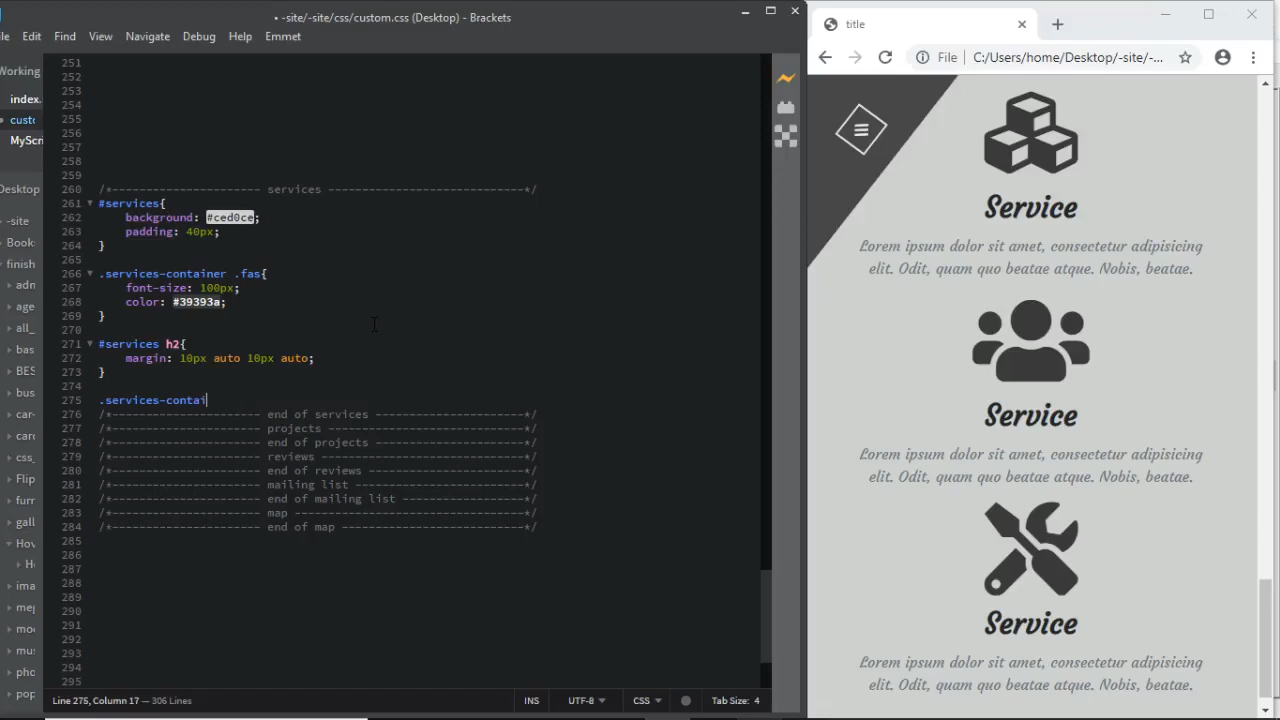 • -site/-site/css/custom.css (Desktop) - Brackets
ile Edit Find View Navigate Debug Help Emmet
Working
index.
custo
MyScr
Desktop
-site
Book
finish
adn
age
all_
bas
BES
bus
car-
card
css_
Flip
furn
gall
Hov
H
ima
me
mo
mus
pho
pop
251
252
253
254
255
256
257
258
259
260 /*---------------------- services -----------------------------*/
261 #services{
262 background: #ced0ce;
263 padding: 40px;
264 }
265
266 .services-container .fas{
267 font-size: 100px;
268 color: #39393a;
269 }
270
271 #services h2{
272 margin: 10px auto 10px auto;
273 }
274
275 .services-contai
276 /*---------------------- end of services ----------------------*/
277 /*---------------------- projects -----------------------------*/
278 /*---------------------- end of projects ----------------------*/
279 /*---------------------- reviews ------------------------------*/
280 /*---------------------- end of reviews -----------------------*/
281 /*---------------------- mailing list --------------------------*/
282 /*---------------------- end of mailing list ------------------*/
283 /*---------------------- map ----------------------------------*/
284 /*---------------------- end of map ---------------------------*/
285
286
287
288
289
290
291
292
293
294
295
Line 275, Column 17 — 306 Lines
INS UTF-8 CSS Tab Size: 4
title
File C:/Users/home/Desktop/-site/-...
Service
Lorem ipsum dolor sit amet, consectetur adipisicing
elit. Odit, quam quo beatae atque. Nobis, beatae.
Service
Lorem ipsum dolor sit amet, consectetur adipisicing
elit. Odit, quam quo beatae atque. Nobis, beatae.
Service
Lorem ipsum dolor sit amet, consectetur adipisicing
elit. Odit, quam quo beatae atque. Nobis, beatae.